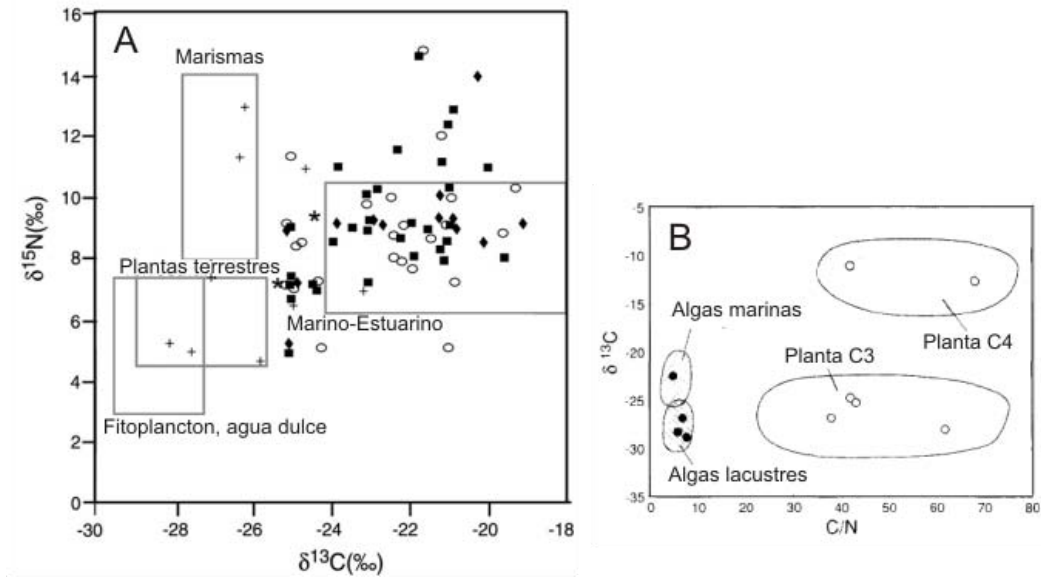 A
16
14
12
10
8
6
4
2
0
δ¹⁵N(‰)
Marismas
Plantas terrestres
Marino-Estuarino
Fitoplancton, agua dulce
-30
-28
-26
-24
-22
-20
-18
δ¹³C(‰)
B
-5
-10
-15
-20
-25
-30
-35
δ ¹³C
Algas marinas
Planta C4
Planta C3
Algas lacustres
0
10
20
30
40
50
60
70
80
C/N